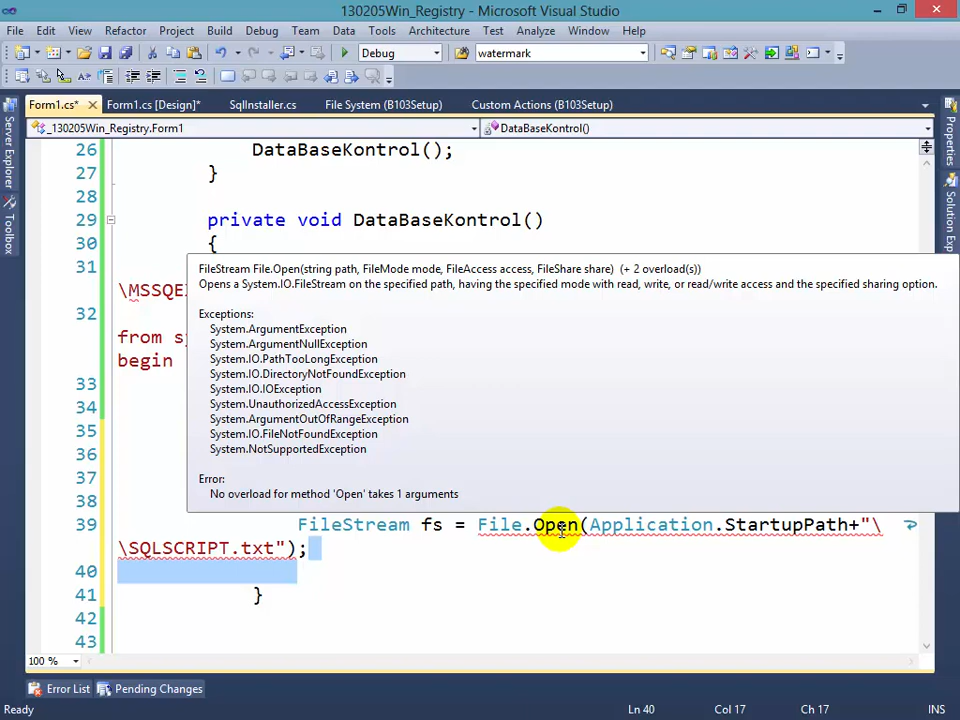 130205Win_Registry - Microsoft Visual Studio
File Edit View Refactor Project Build Debug Team Data Tools Architecture Test Analyze Window Help
Debug watermark
Form1.cs* Form1.cs [Design]* SqlInstaller.cs File System (B103Setup) Custom Actions (B103Setup)
_130205Win_Registry.Form1 DataBaseKontrol()
Server Explorer
Toolbox
Properties
Solution Exp
26 DataBaseKontrol();
27 }
28
29 private void DataBaseKontrol()
30 {
31
\MSSQE
32
from s
begin
33
34
35
36
37
38
FileStream File.Open(string path, FileMode mode, FileAccess access, FileShare share) (+ 2 overload(s))
Opens a System.IO.FileStream on the specified path, having the specified mode with read, write, or read/write access and the specified sharing option.
Exceptions:
System.ArgumentException
System.ArgumentNullException
System.IO.PathTooLongException
System.IO.DirectoryNotFoundException
System.IO.IOException
System.UnauthorizedAccessException
System.ArgumentOutOfRangeException
System.IO.FileNotFoundException
System.NotSupportedException
Error:
No overload for method 'Open' takes 1 arguments
39 FileStream fs = File.Open(Application.StartupPath+"\
\SQLSCRIPT.txt");
40
41 }
42
43
100 %
Error List Pending Changes
Ready Ln 40 Col 17 Ch 17 INS